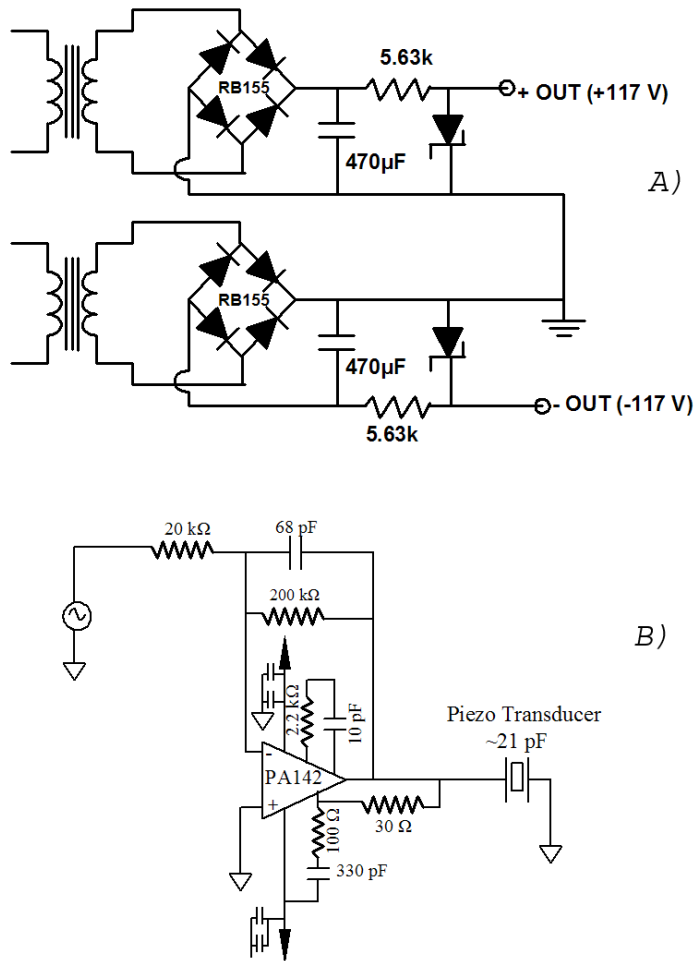 5.63k
RB155
+ OUT (+117 V)
470µF
A)
RB155
470µF
- OUT (-117 V)
5.63k
20 kΩ
68 pF
200 kΩ
B)
2.2 kΩ
10 pF
Piezo Transducer
~21 pF
-
PA142
+
100 Ω
30 Ω
330 pF